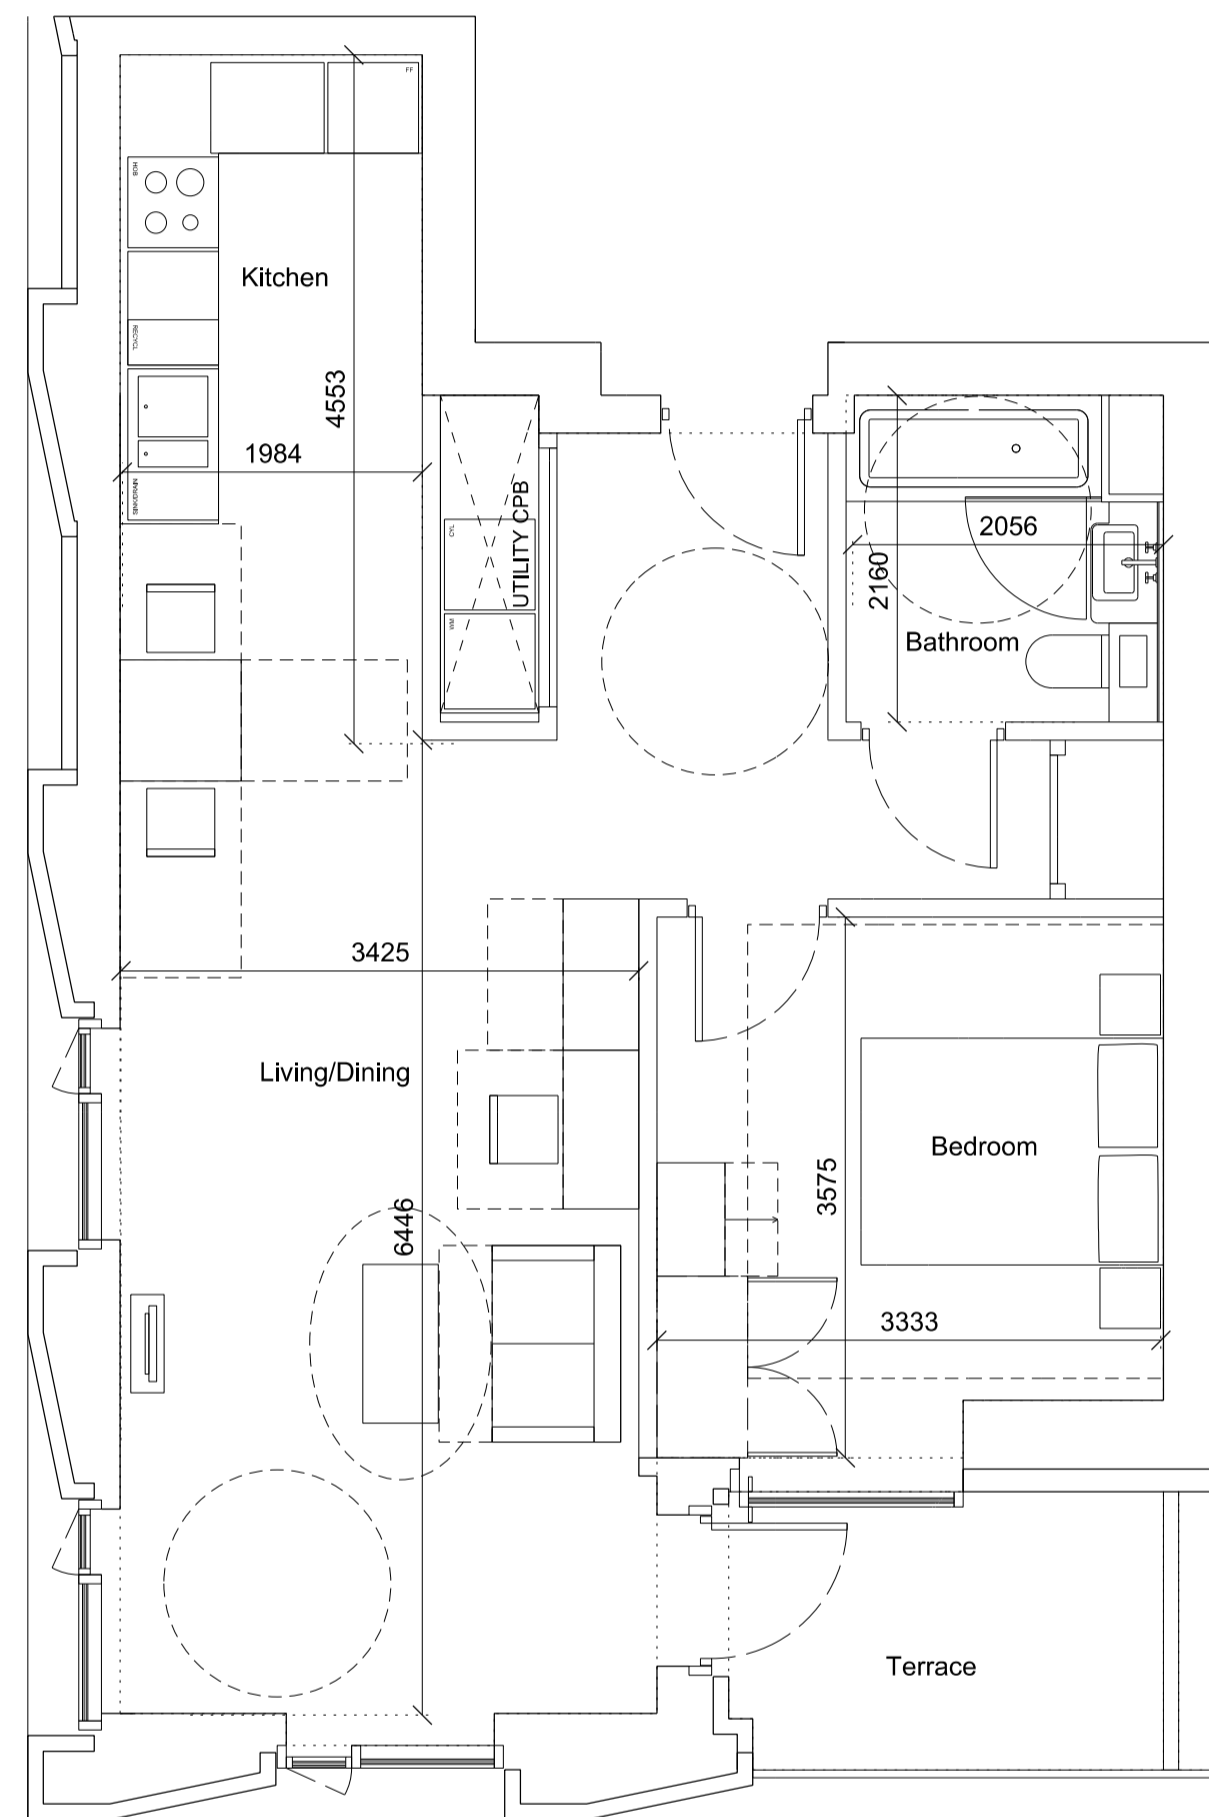 FF
HOB
Kitchen
RECYCL
4553
1984
SINK/DRAIN
UTILITY CPB
CYL
WM
2056
2160
Bathroom
3425
Living/Dining
Bedroom
3575
6446
3333
Terrace